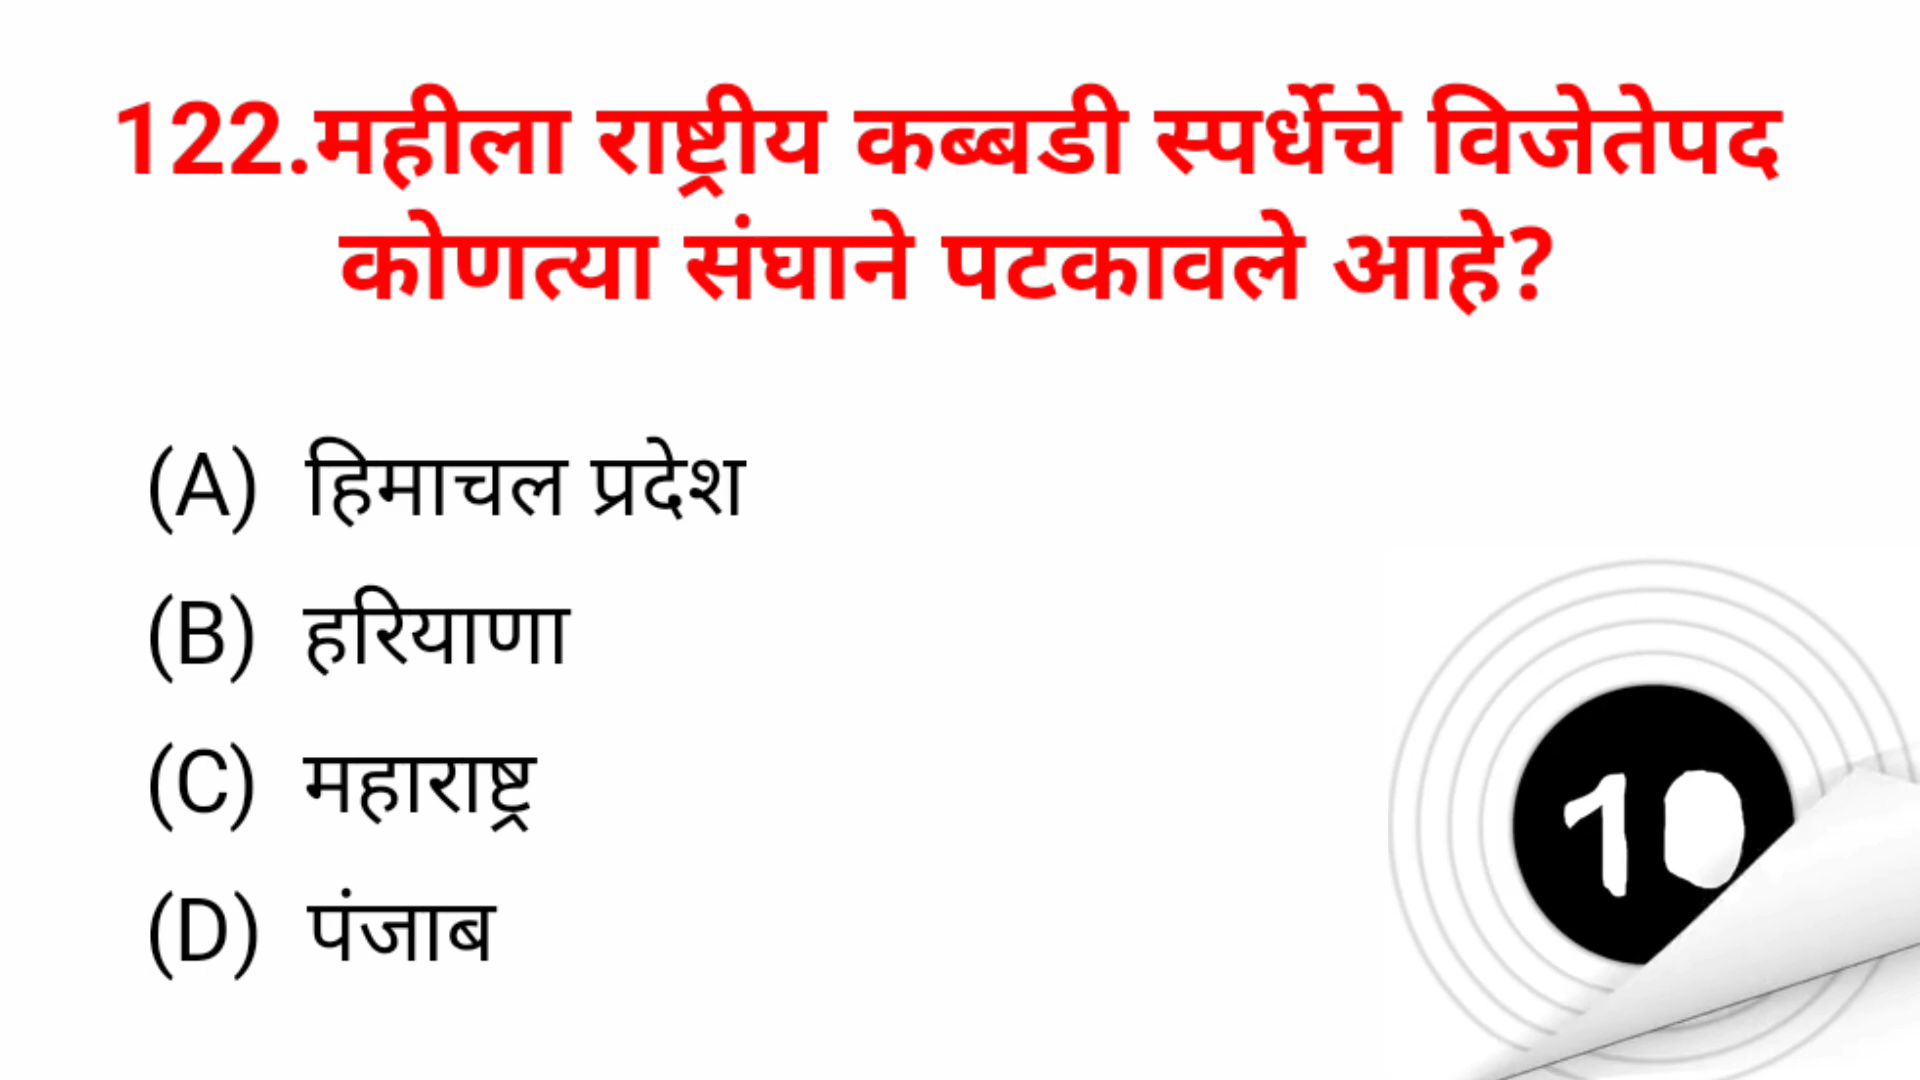 122.महीला राष्ट्रीय कब्बडी स्पर्धेचे विजेतेपद
कोणत्या संघाने पटकावले आहे?
(A) हिमाचल प्रदेश
(B) हरियाणा
(C) महाराष्ट्र
(D) पंजाब
10